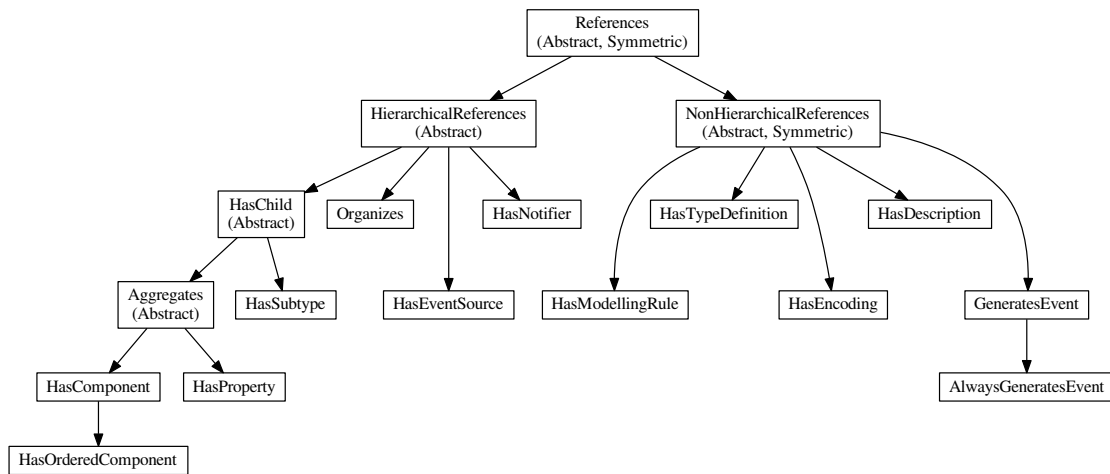 References
(Abstract, Symmetric)
HierarchicalReferences
(Abstract)
NonHierarchicalReferences
(Abstract, Symmetric)
HasChild
(Abstract)
Organizes
HasNotifier
HasTypeDefinition
HasDescription
Aggregates
(Abstract)
HasSubtype
HasEventSource
HasModellingRule
HasEncoding
GeneratesEvent
HasComponent
HasProperty
AlwaysGeneratesEvent
HasOrderedComponent